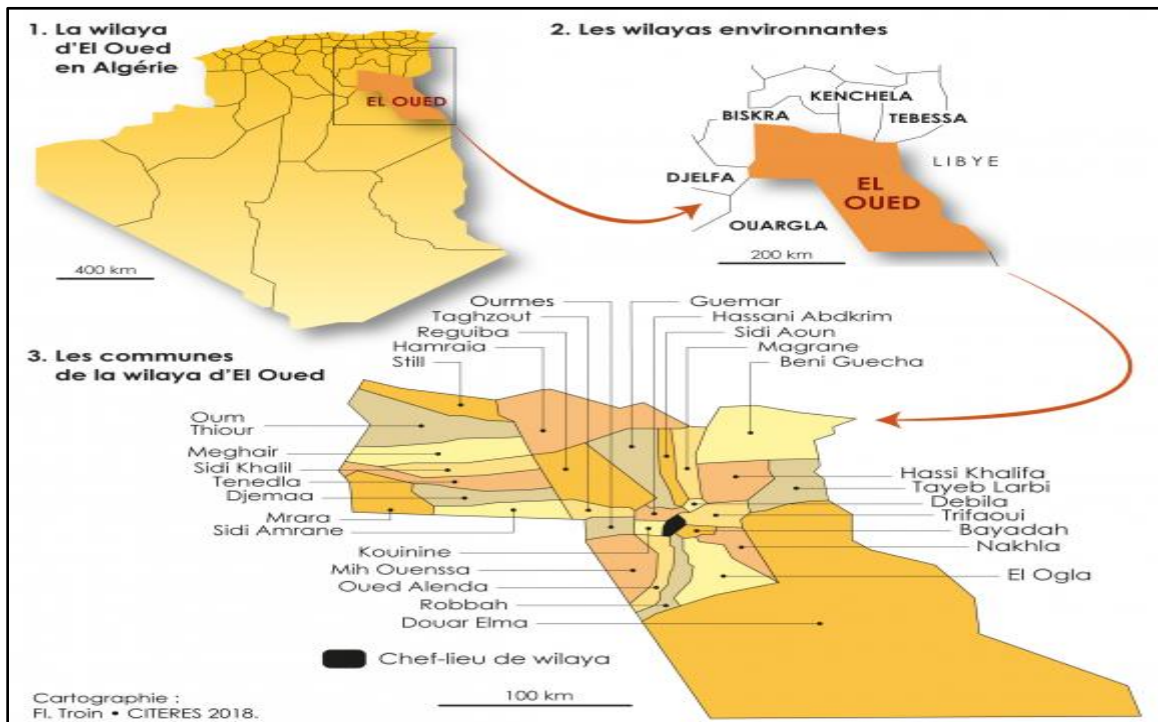 1. La wilaya
d'El Oued
en Algérie
EL OUED
400 km
2. Les wilayas environnantes
KENCHELA
BISKRA
TEBESSA
LIBYE
DJELFA
EL
OUED
OUARGLA
200 km
3. Les communes
de la wilaya d'El Oued
Ourmes
Taghzout
Reguiba
Hamraia
Still
Guemar
Hassani Abdkrim
Sidi Aoun
Magrane
Beni Guecha
Oum
Thiour
Meghair
Sidi Khalil
Tenedla
Djemaa
Mrara
Sidi Amrane
Hassi Khalifa
Tayeb Larbi
Debila
Trifaoui
Bayadah
Nakhla
El Ogla
Kouinine
Mih Ouenssa
Oued Alenda
Robbah
Douar Elma
Chef-lieu de wilaya
100 km
Cartographie :
Fl. Troin • CITERES 2018.